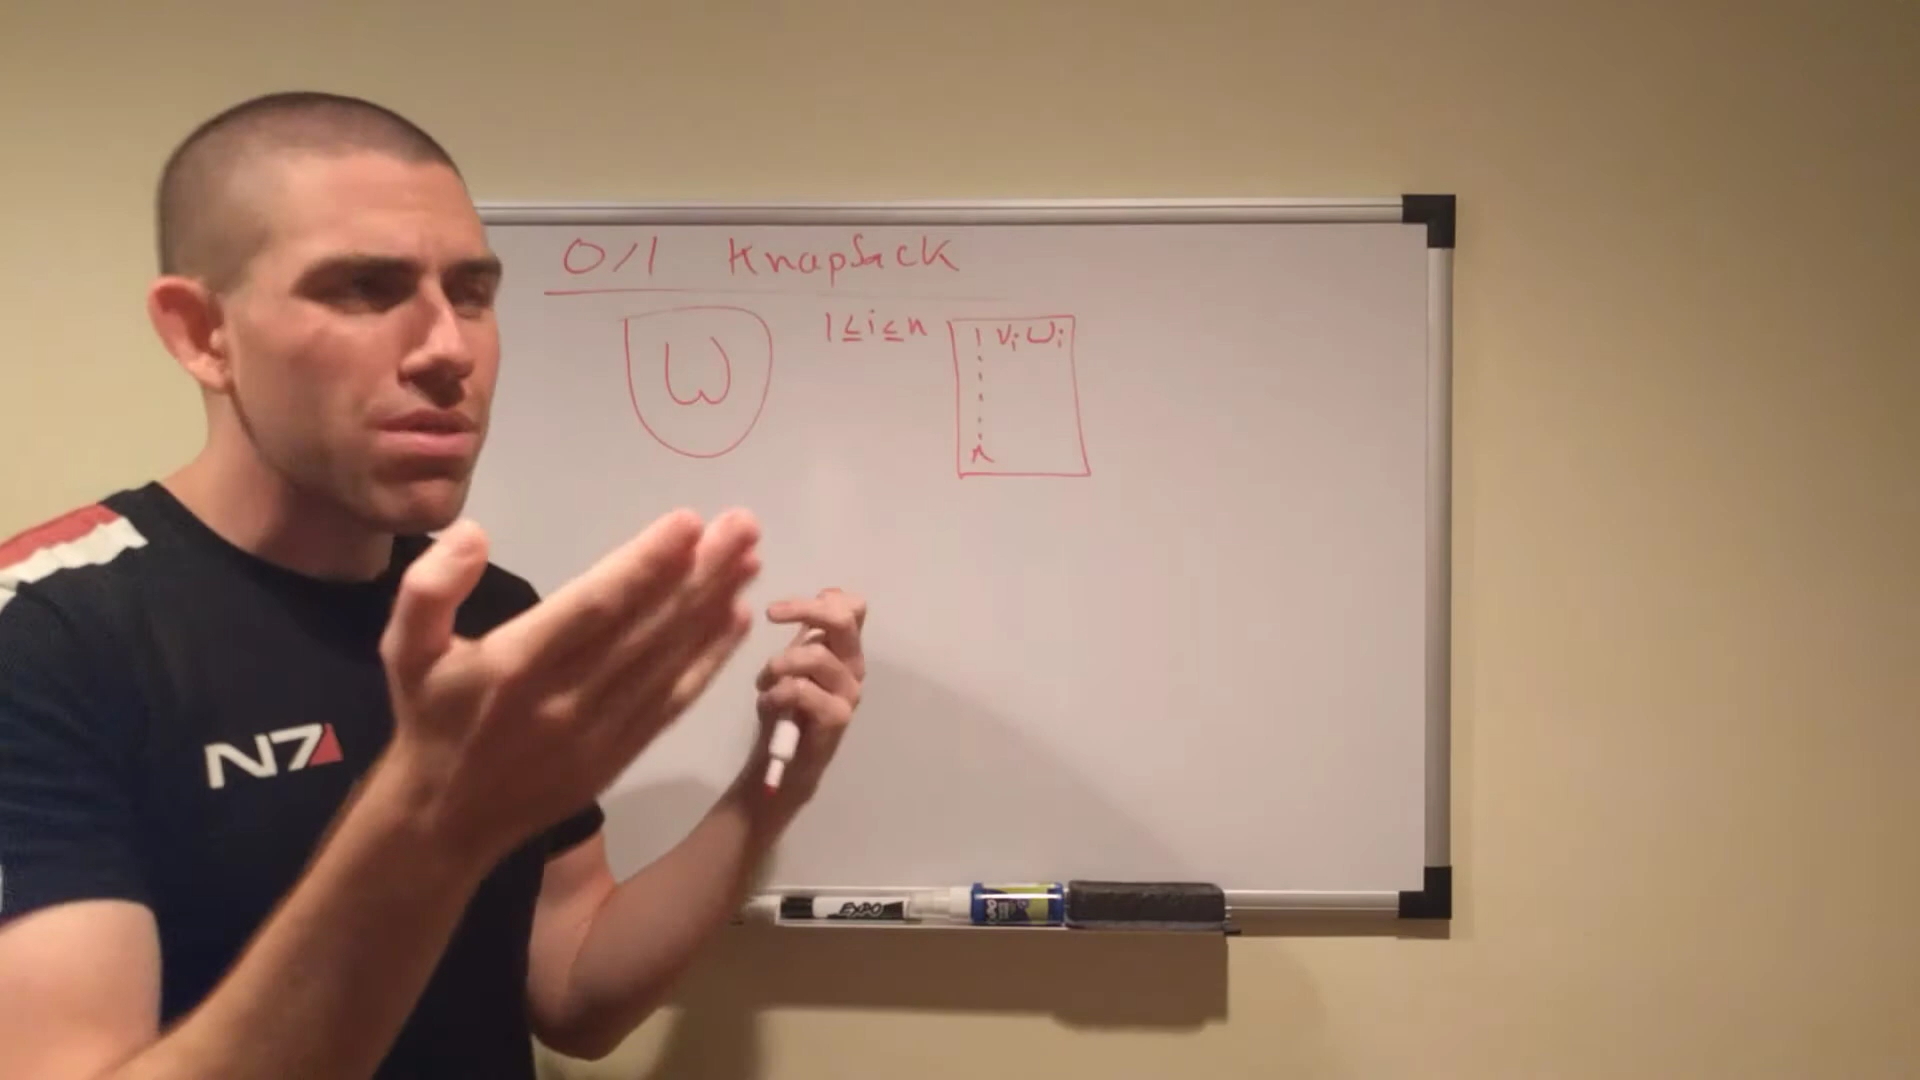 0/1 Knapsack
W
1≤i≤n
1 vᵢ wᵢ
n
N7
EXPO